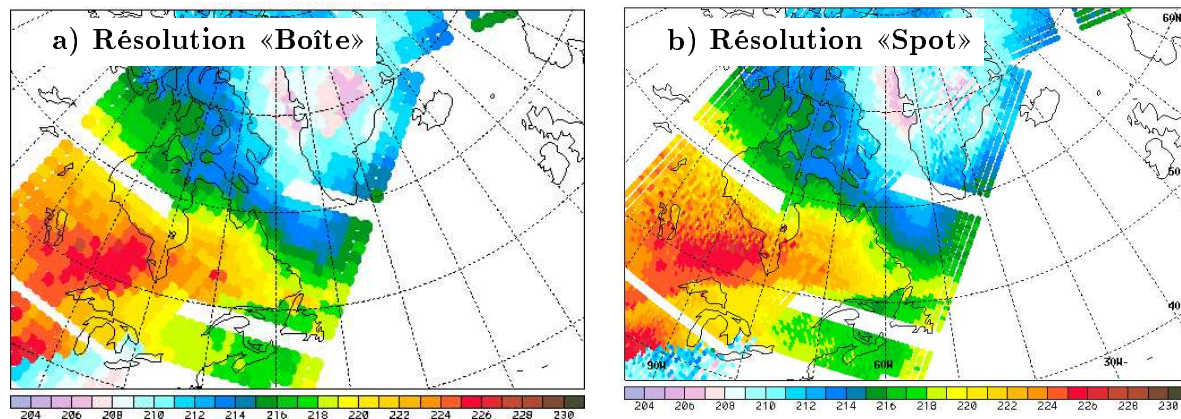 a) Résolution «Boîte»
204 206 208 210 212 214 216 218 220 222 224 226 228 230
b) Résolution «Spot»
60N
50
40
90W
60W
30W
204 206 208 210 212 214 216 218 220 222 224 226 228 230